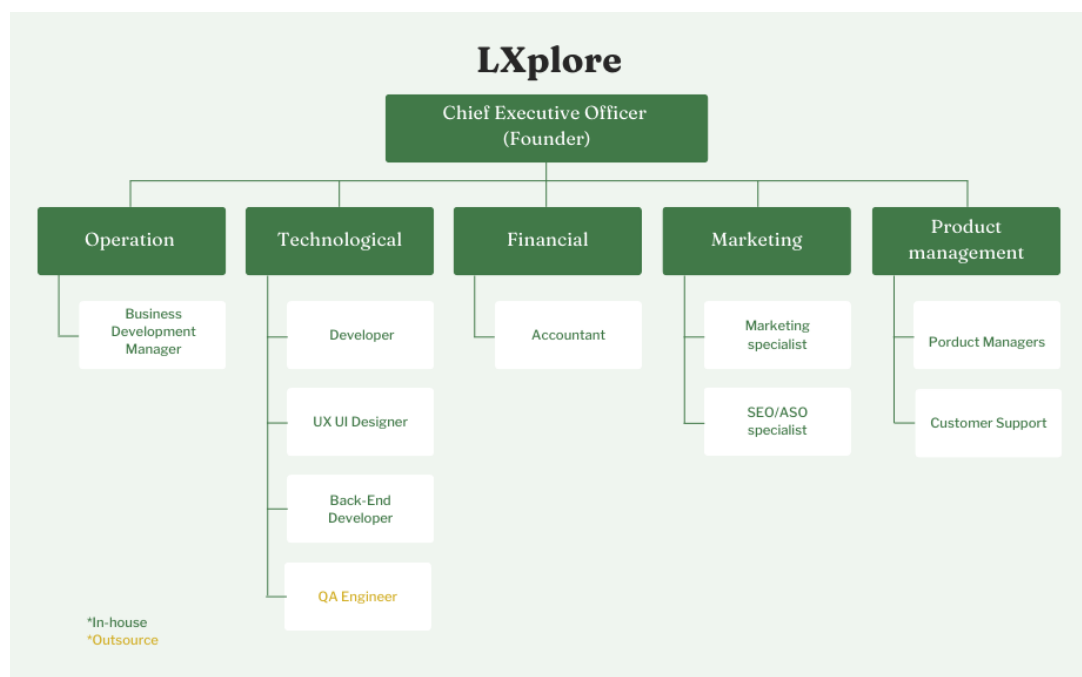 LXplore
Chief Executive Officer
(Founder)
Operation
Technological
Financial
Marketing
Product
management
Business
Development
Manager
Developer
UX UI Designer
Back-End
Developer
QA Engineer
Accountant
Marketing
specialist
SEO/ASO
specialist
Porduct Managers
Customer Support
*In-house
*Outsource